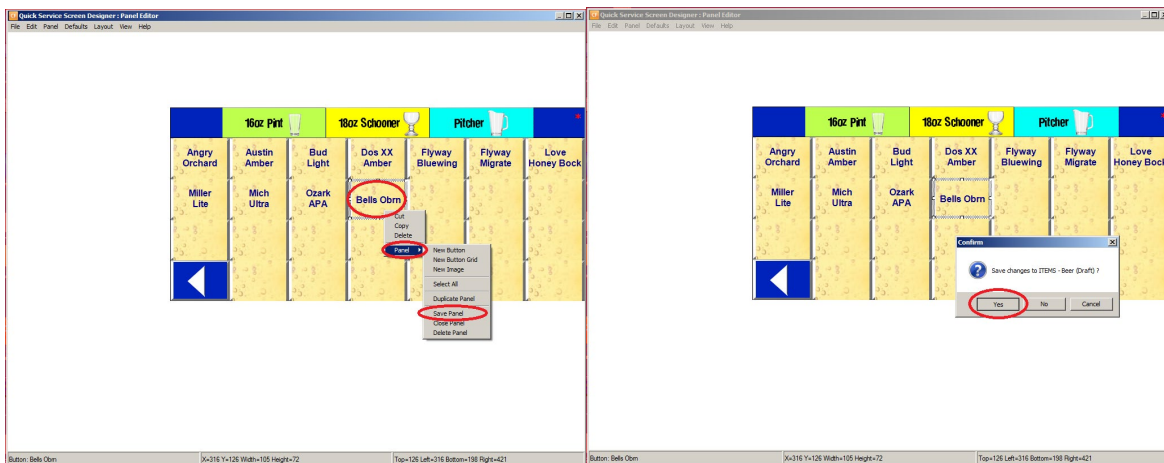 Quick Service Screen Designer : Panel Editor
File Edit Panel Defaults Layout View Help
16oz Pint 18oz Schooner Pitcher *
Angry Orchard Austin Amber Bud Light Dos XX Amber Flyway Bluewing Flyway Migrate Love Honey Bock
Miller Lite Mich Ultra Ozark APA Bells Obrn
Cut
Copy
Delete
Panel
New Button
New Button Grid
New Image
Select All
Duplicate Panel
Save Panel
Close Panel
Delete Panel
Button: Bells Obrn X=316 Y=126 Width=105 Height=72 Top=126 Left=316 Bottom=198 Right=421
Quick Service Screen Designer : Panel Editor
File Edit Panel Defaults Layout View Help
16oz Pint 18oz Schooner Pitcher *
Angry Orchard Austin Amber Bud Light Dos XX Amber Flyway Bluewing Flyway Migrate Love Honey Bock
Miller Lite Mich Ultra Ozark APA Bells Obrn
Confirm
Save changes to ITEMS - Beer (Draft) ?
Yes No Cancel
Button: Bells Obrn X=316 Y=126 Width=105 Height=72 Top=126 Left=316 Bottom=198 Right=421